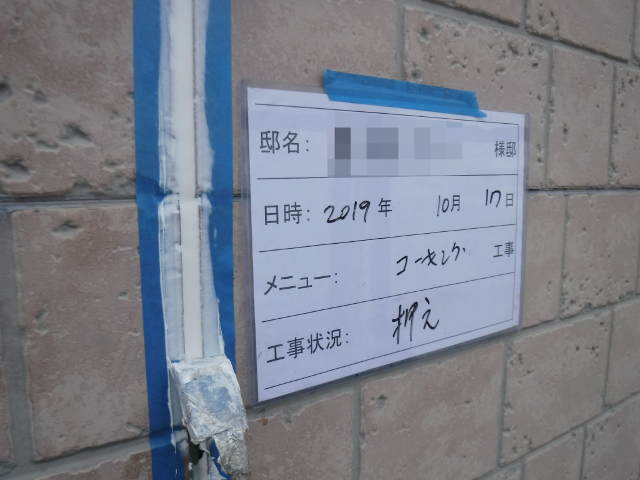 邸名: 様邸
日時: 2019年 10月 17日
メニュー: コーキング 工事
工事状況: 押え